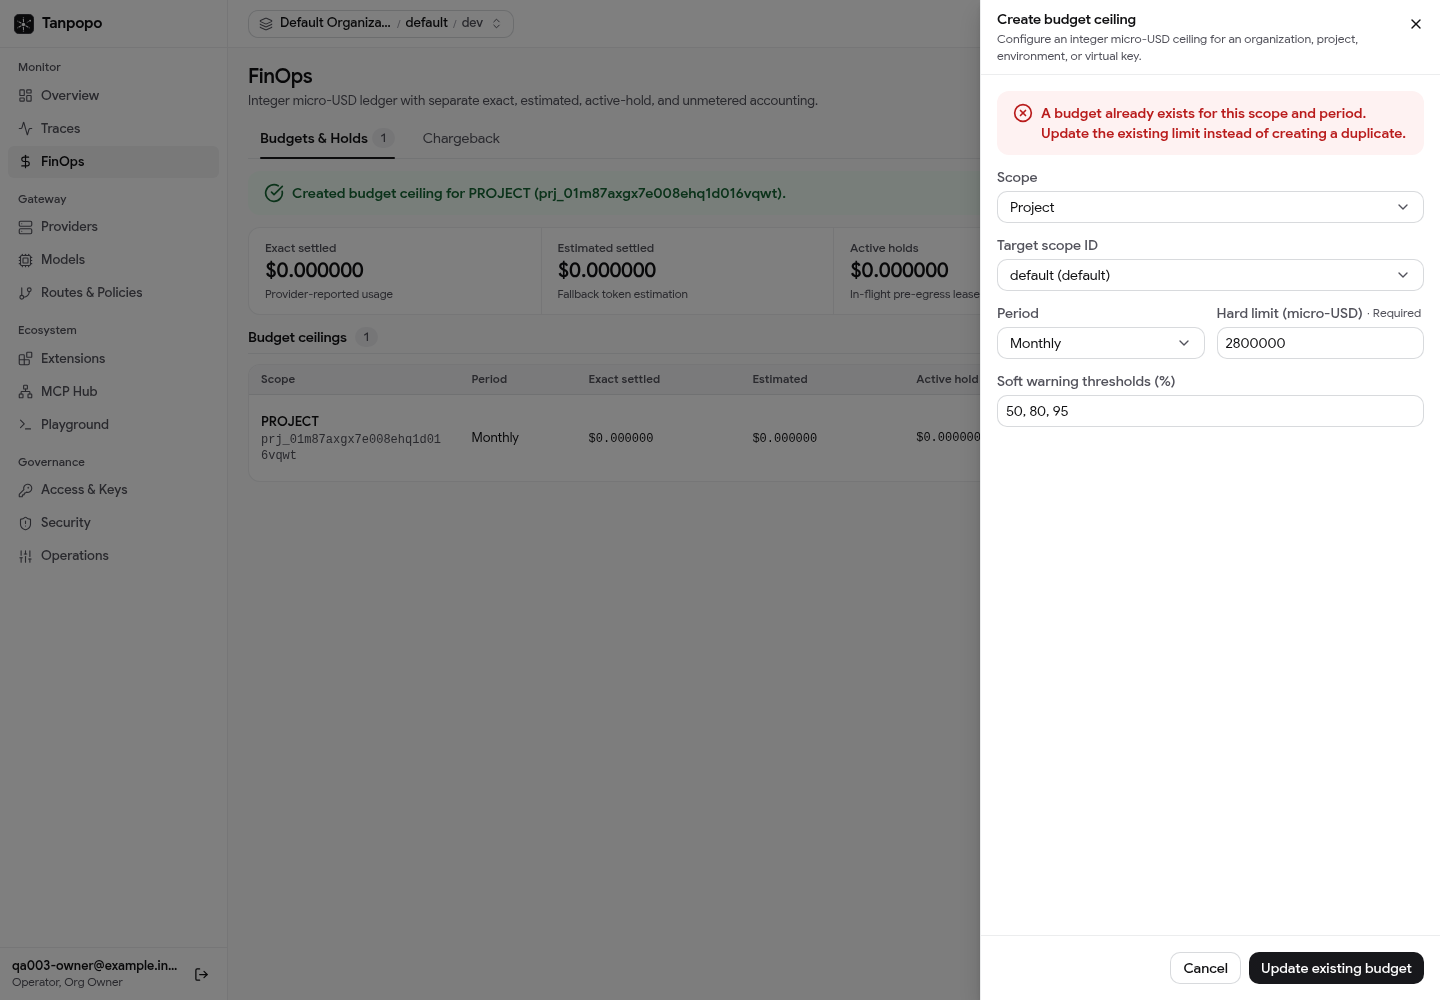 Tanpopo
Monitor
Overview
Traces
FinOps
Gateway
Providers
Models
Routes & Policies
Ecosystem
Extensions
MCP Hub
Playground
Governance
Access & Keys
Security
Operations
qa003-owner@example.in...
Operator, Org Owner
Default Organiza... / default / dev
FinOps
Integer micro-USD ledger with separate exact, estimated, active-hold, and unmetered accounting.
Budgets & Holds 1 Chargeback
Created budget ceiling for PROJECT (prj_01m87axgx7e008ehq1d016vqwt).
Exact settled
$0.000000
Provider-reported usage
Estimated settled
$0.000000
Fallback token estimation
Active holds
$0.000000
In-flight pre-egress lease
Budget ceilings 1
Scope Period Exact settled Estimated Active hold
PROJECT
prj_01m87axgx7e008ehq1d01
6vqwt
Monthly $0.000000 $0.000000 $0.000000
Create budget ceiling
Configure an integer micro-USD ceiling for an organization, project,
environment, or virtual key.
A budget already exists for this scope and period.
Update the existing limit instead of creating a duplicate.
Scope
Project
Target scope ID
default (default)
Period
Monthly
Hard limit (micro-USD) · Required
2800000
Soft warning thresholds (%)
50, 80, 95
Cancel
Update existing budget